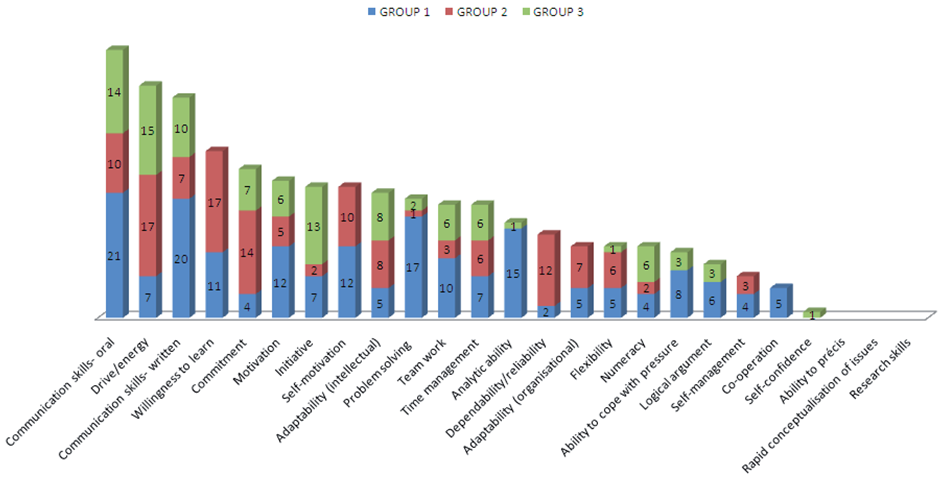 GROUP 1 GROUP 2 GROUP 3
14
10
21
15
17
7
10
7
20
17
11
7
14
4
6
5
12
13
2
7
10
12
8
8
5
2
1
17
6
3
10
6
6
7
1
15
12
2
7
5
1
6
5
6
2
4
3
8
3
6
3
4
5
1
Communication skills- oral
Drive/energy
Communication skills- written
Willingness to learn
Commitment
Motivation
Initiative
Self-motivation
Adaptability (intellectual)
Problem solving
Team work
Time management
Analytic ability
Dependability/reliability
Adaptability (organisational)
Flexibility
Numeracy
Ability to cope with pressure
Logical argument
Self-management
Co-operation
Self-confidence
Ability to précis
Rapid conceptualisation of issues
Research skills